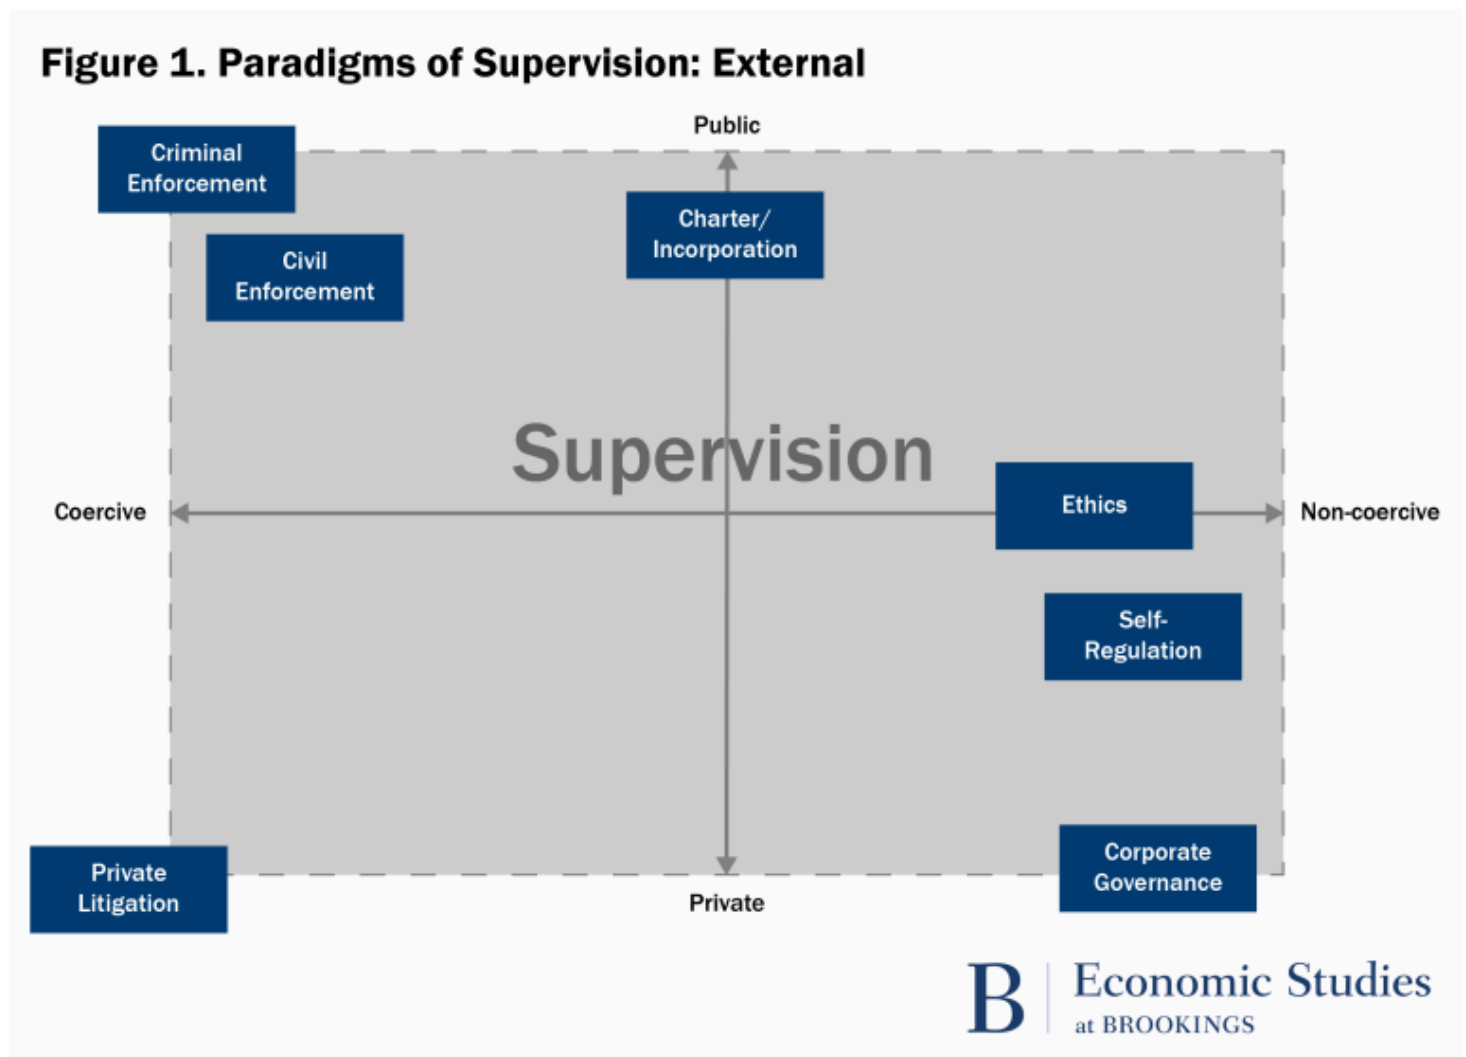 Figure 1. Paradigms of Supervision: External
Public
Criminal
Enforcement
Charter/
Incorporation
Civil
Enforcement
Supervision
Coercive
Ethics
Non-coercive
Self-
Regulation
Corporate
Governance
Private
Litigation
Private
B
Economic Studies
at BROOKINGS